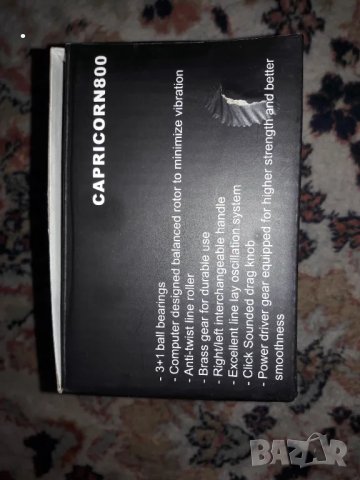 CAPRICORN800
- 3+1 ball bearings
- Computer designed balanced rotor to minimize vibration
- Anti-twist line roller
- Brass gear for durable use
- Right/left interchangeable handle
- Excellent line lay oscillation system
- Click Sounded drag knob
- Power driver gear equipped for higher strength and better
smoothness
BAZAR
bg